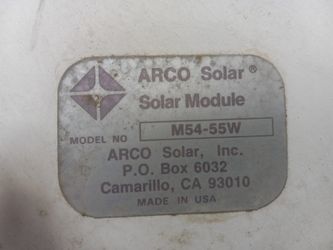 ARCO Solar®
Solar Module
MODEL NO M54-55W
ARCO Solar, Inc.
P.O. Box 6032
Camarillo, CA 93010
MADE IN USA